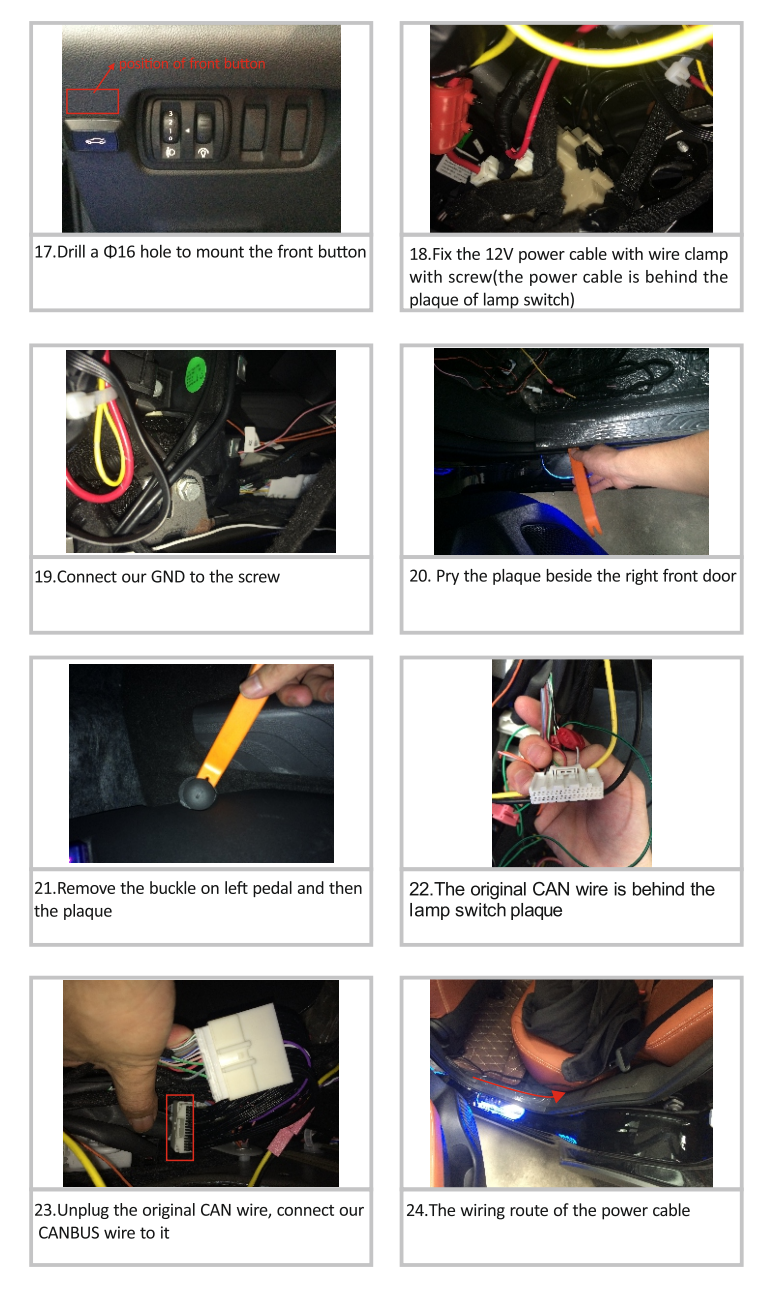 position of front button
3
2
1
0
17.Drill a Φ16 hole to mount the front button
18.Fix the 12V power cable with wire clamp
with screw(the power cable is behind the
plaque of lamp switch)
19.Connect our GND to the screw
20. Pry the plaque beside the right front door
21.Remove the buckle on left pedal and then
the plaque
22.The original CAN wire is behind the
lamp switch plaque
23.Unplug the original CAN wire, connect our
CANBUS wire to it
24.The wiring route of the power cable